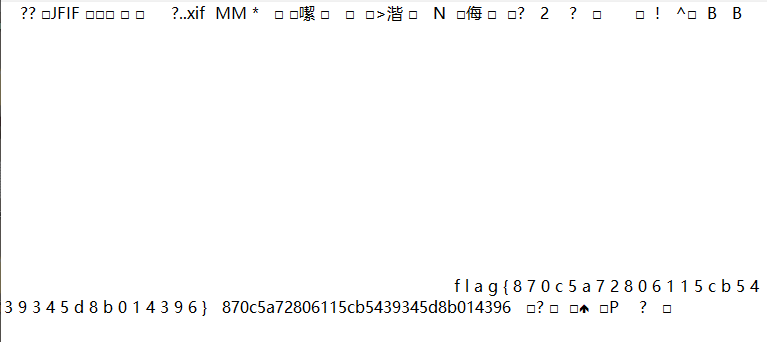 ?? □JFIF □□□ □ □ ?..xif MM * □ □嚛 □ □ □>湝 □ N □侮 □ □? 2 ? □ □ ! ^□ B B
f l a g { 8 7 0 c 5 a 7 2 8 0 6 1 1 5 c b 5 4
3 9 3 4 5 d 8 b 0 1 4 3 9 6 } 870c5a72806115cb5439345d8b014396 □? □ □♠ □P ? □